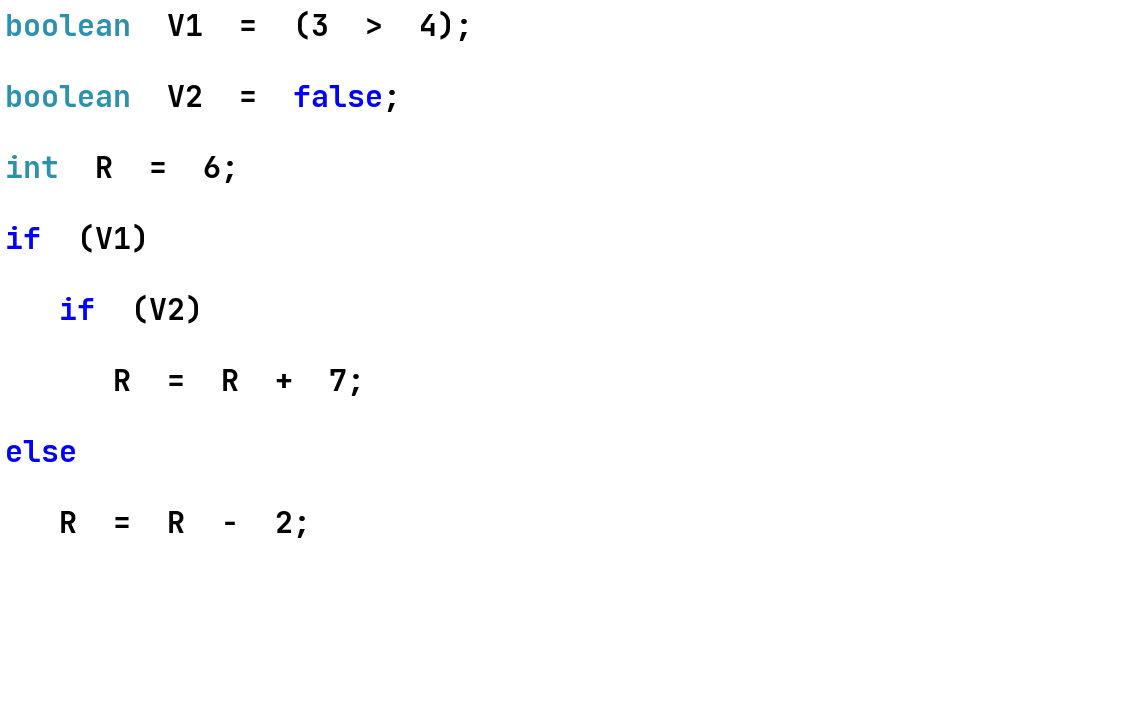 boolean V1 = (3 > 4);
boolean V2 = false;
int R = 6;
if (V1)
   if (V2)
      R = R + 7;
else
   R = R - 2;